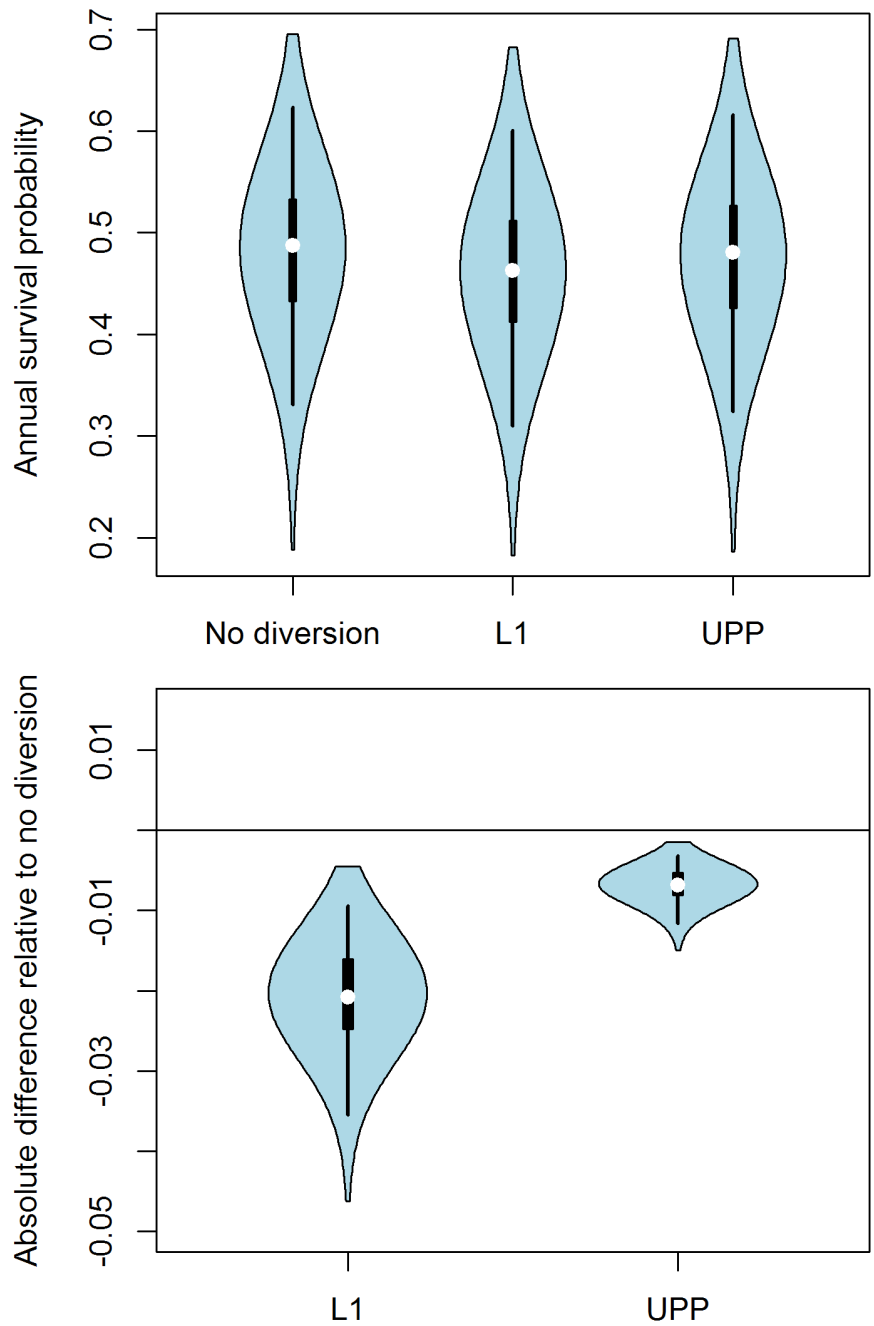 Annual survival probability
0.7
0.6
0.5
0.4
0.3
0.2
No diversion L1 UPP
Absolute difference relative to no diversion
0.01
-0.01
-0.03
-0.05
L1 UPP